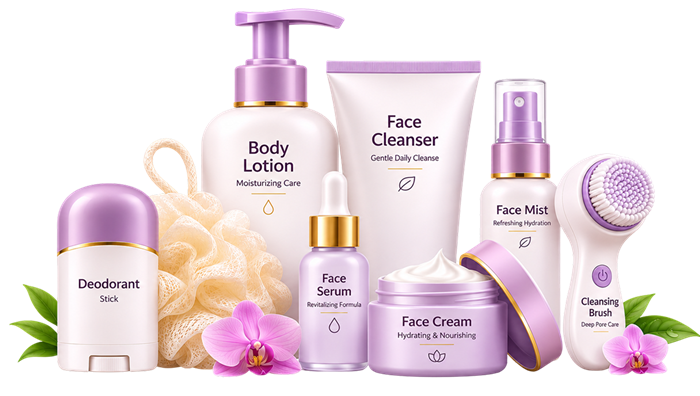 Body
Lotion
Moisturizing Care
Face
Cleanser
Gentle Daily Cleanse
Face Mist
Refreshing Hydration
Deodorant
Stick
Face
Serum
Revitalizing Formula
Face Cream
Hydrating & Nourishing
Cleansing
Brush
Deep Pore Care